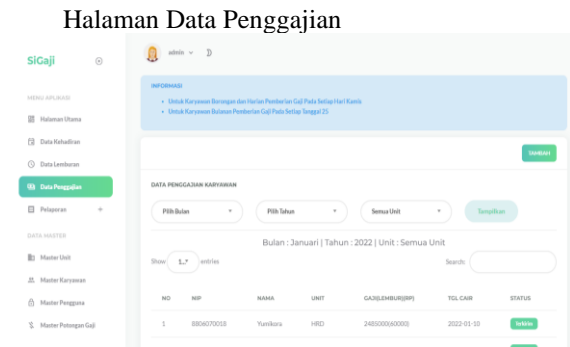 Halaman Data Penggajian
SiGaji
admin
INFORMASI
Untuk Karyawan Borongan dan Harian Pemberian Gaji Pada Setiap Hari Kamis
Untuk Karyawan Bulanan Pemberian Gaji Pada Setiap Tanggal 25
MENU APLIKASI
Halaman Utama
Data Kehadiran
Data Lemburan
Data Penggajian
Pelaporan +
DATA MASTER
Master Unit
Master Karyawan
Master Pengguna
Master Potongan Gaji
TAMBAH
DATA PENGGAJIAN KARYAWAN
Pilih Bulan
Pilih Tahun
Semua Unit
Tampilkan
Bulan : Januari | Tahun : 2022 | Unit : Semua Unit
Show 1.. entries
Search:
NO NIP NAMA UNIT GAJI(LEMBUR)(RP) TGL CAIR STATUS
1 8806070018 Yumikora HRD 2485000(60000) 2022-01-10